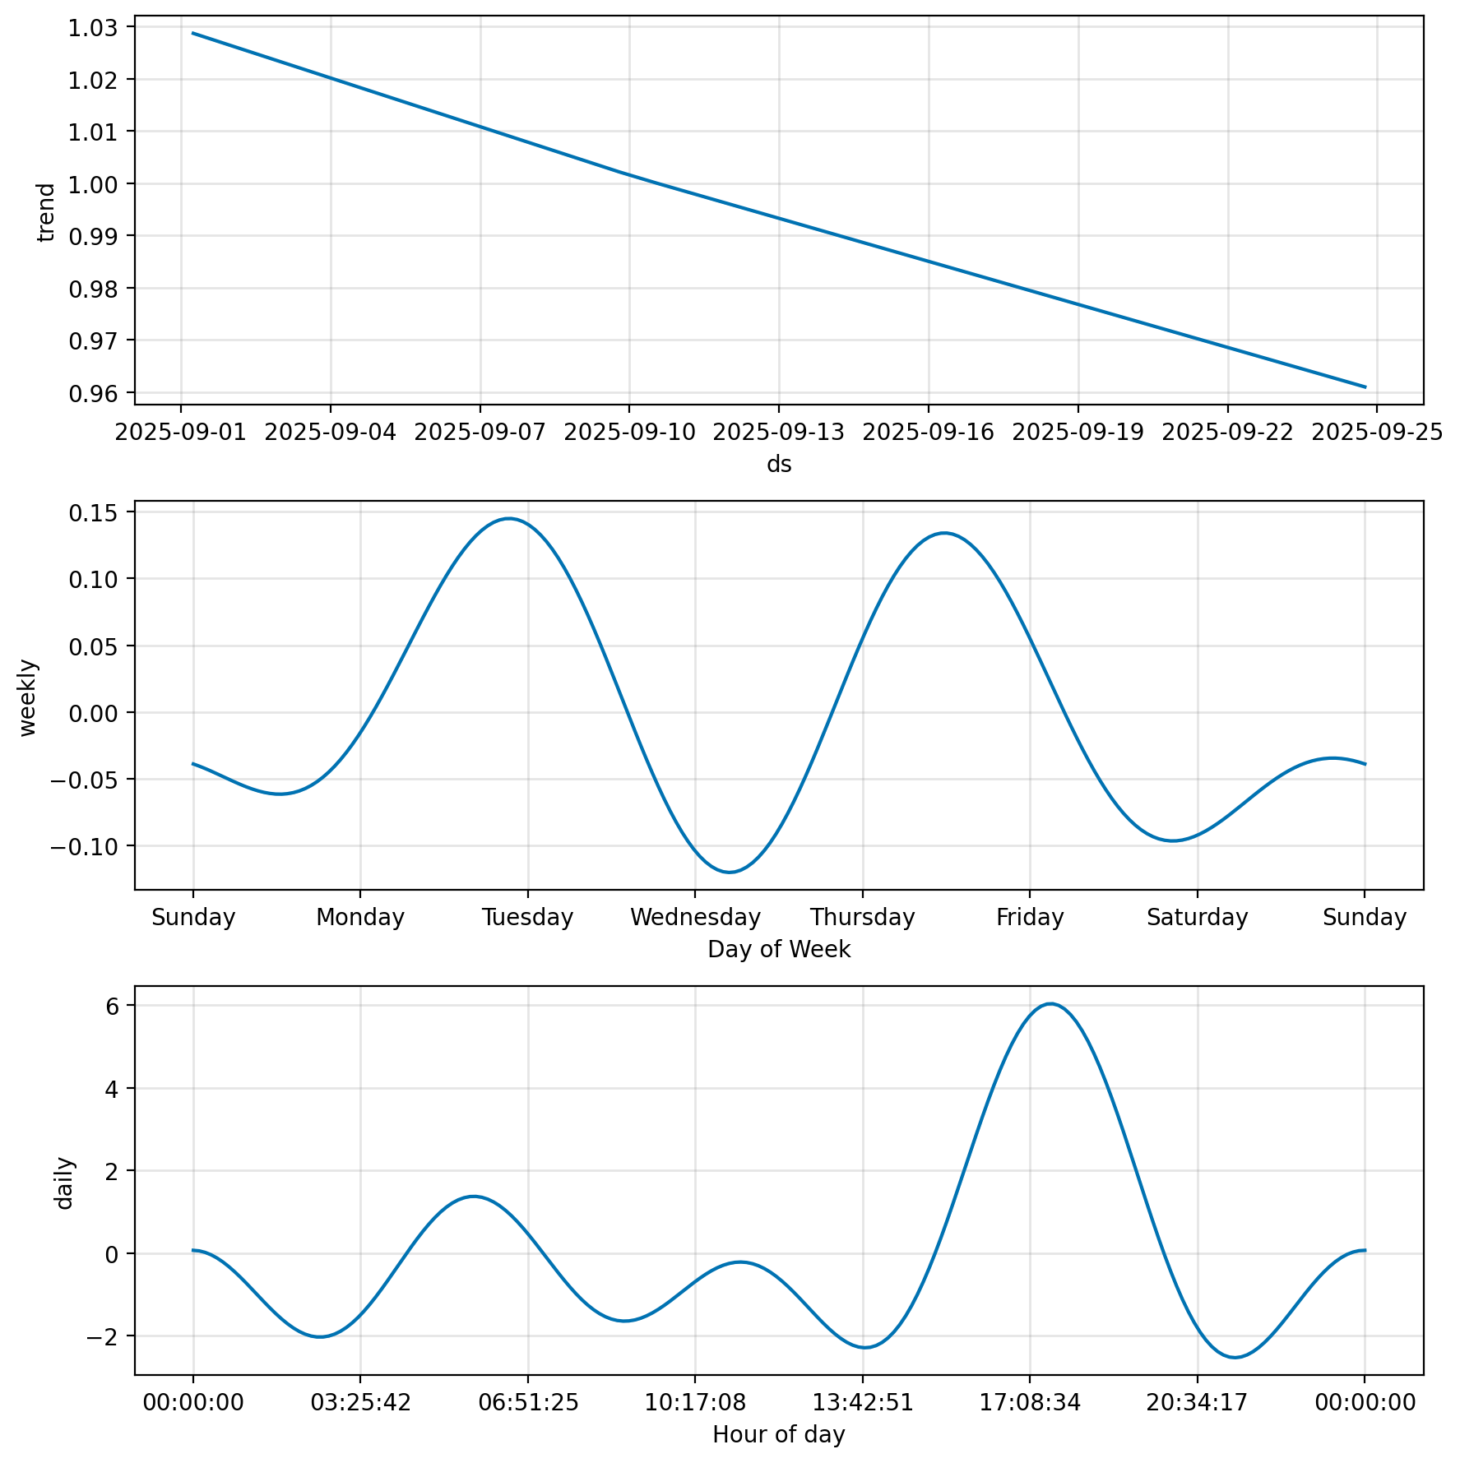 1.03
1.02
1.01
1.00
0.99
0.98
0.97
0.96
trend
2025-09-01 2025-09-04 2025-09-07 2025-09-10 2025-09-13 2025-09-16 2025-09-19 2025-09-22 2025-09-25
ds
0.15
0.10
0.05
0.00
−0.05
−0.10
weekly
Sunday Monday Tuesday Wednesday Thursday Friday Saturday Sunday
Day of Week
6
4
2
0
−2
daily
00:00:00 03:25:42 06:51:25 10:17:08 13:42:51 17:08:34 20:34:17 00:00:00
Hour of day